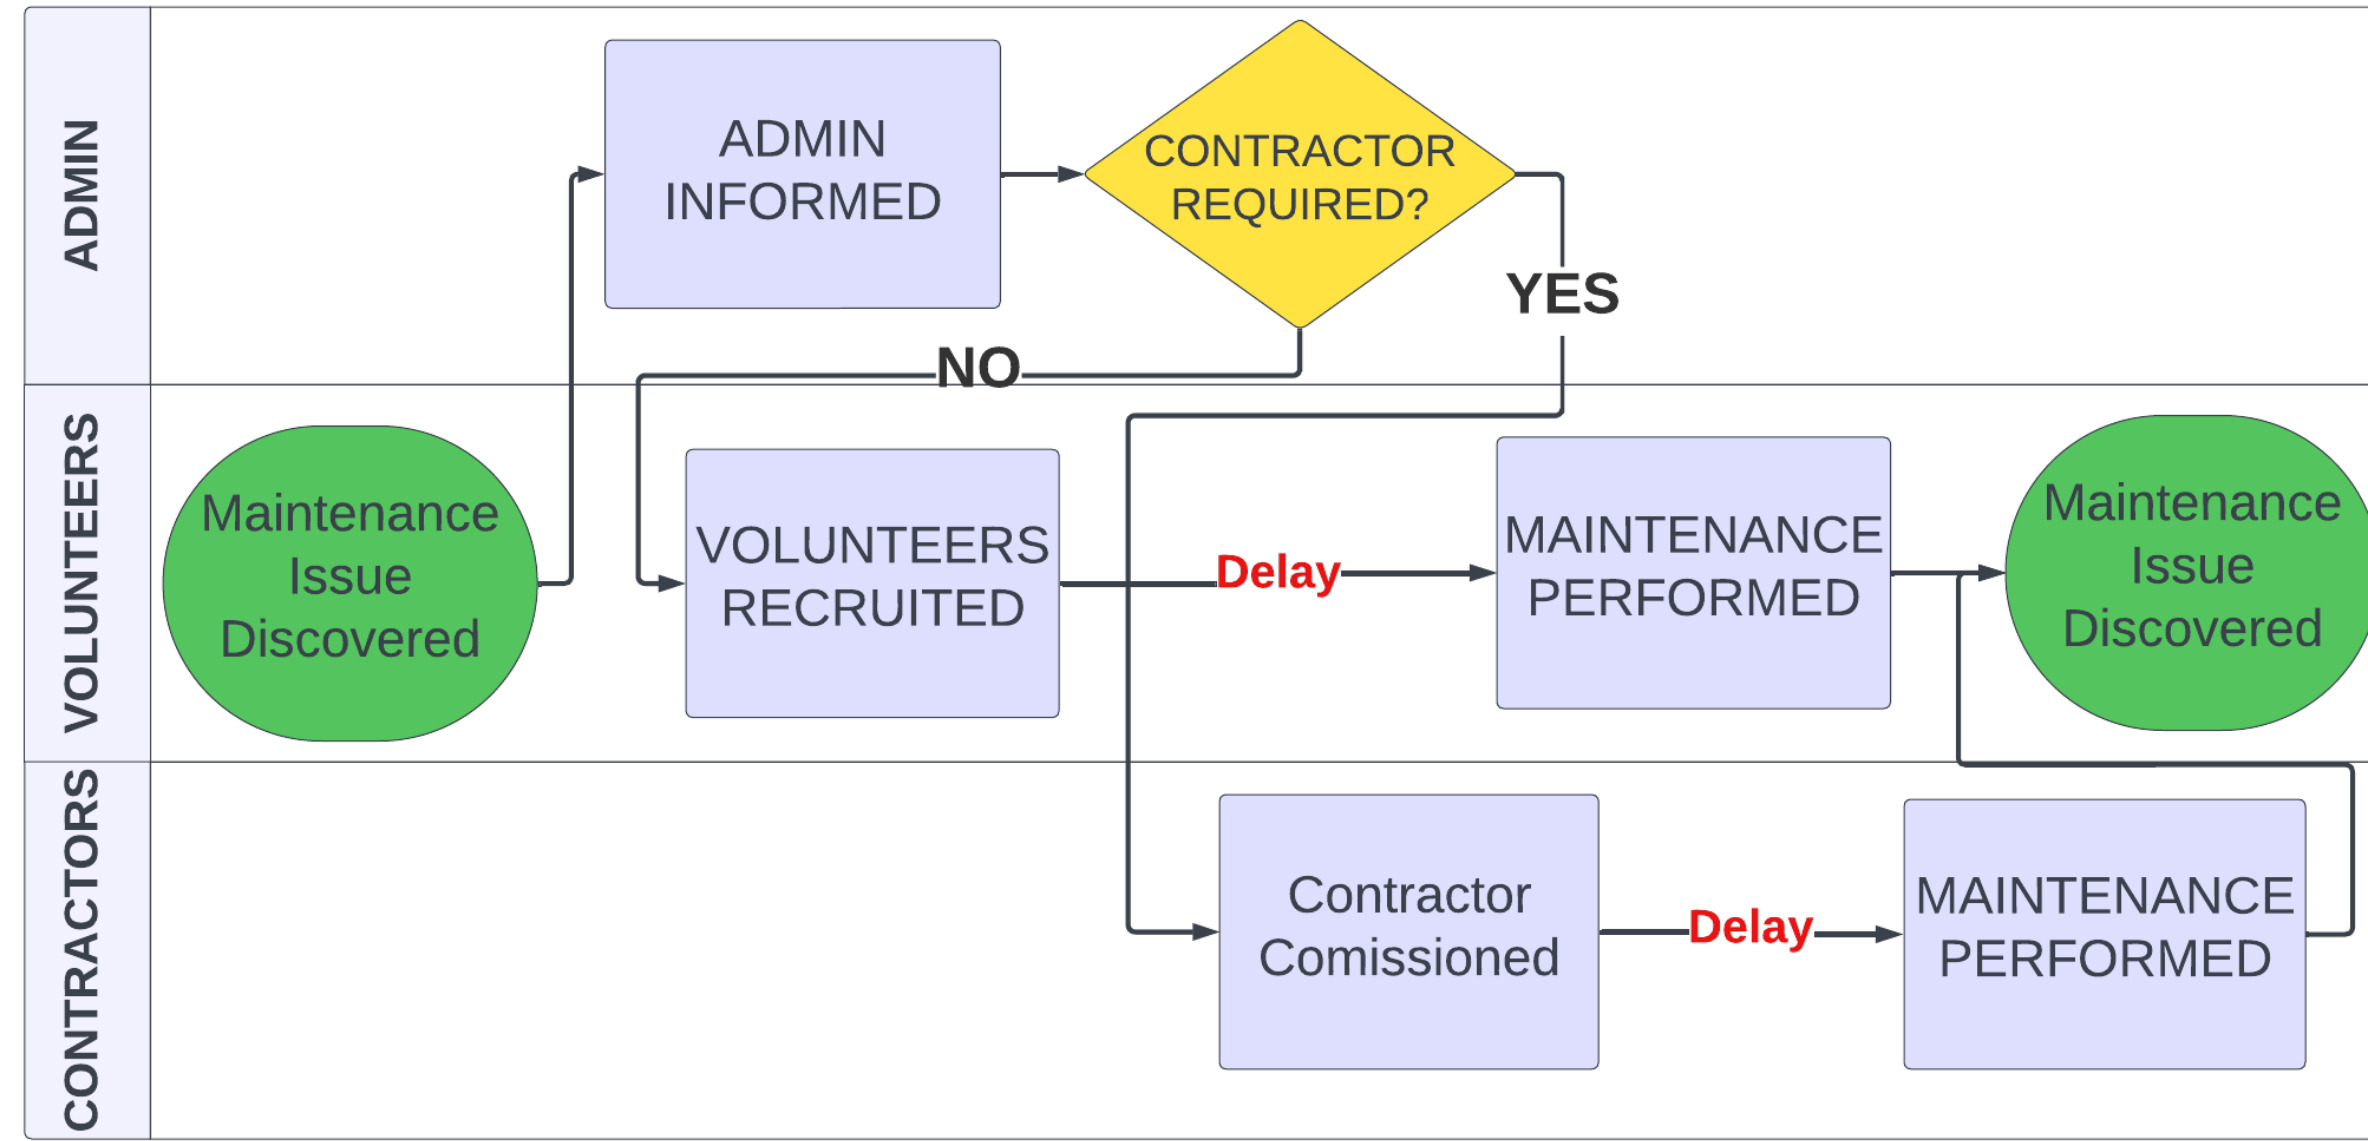 ADMIN
ADMIN
INFORMED
CONTRACTOR
REQUIRED?
YES
NO
VOLUNTEERS
Maintenance
Issue
Discovered
VOLUNTEERS
RECRUITED
Delay
MAINTENANCE
PERFORMED
Maintenance
Issue
Discovered
CONTRACTORS
Contractor
Comissioned
Delay
MAINTENANCE
PERFORMED